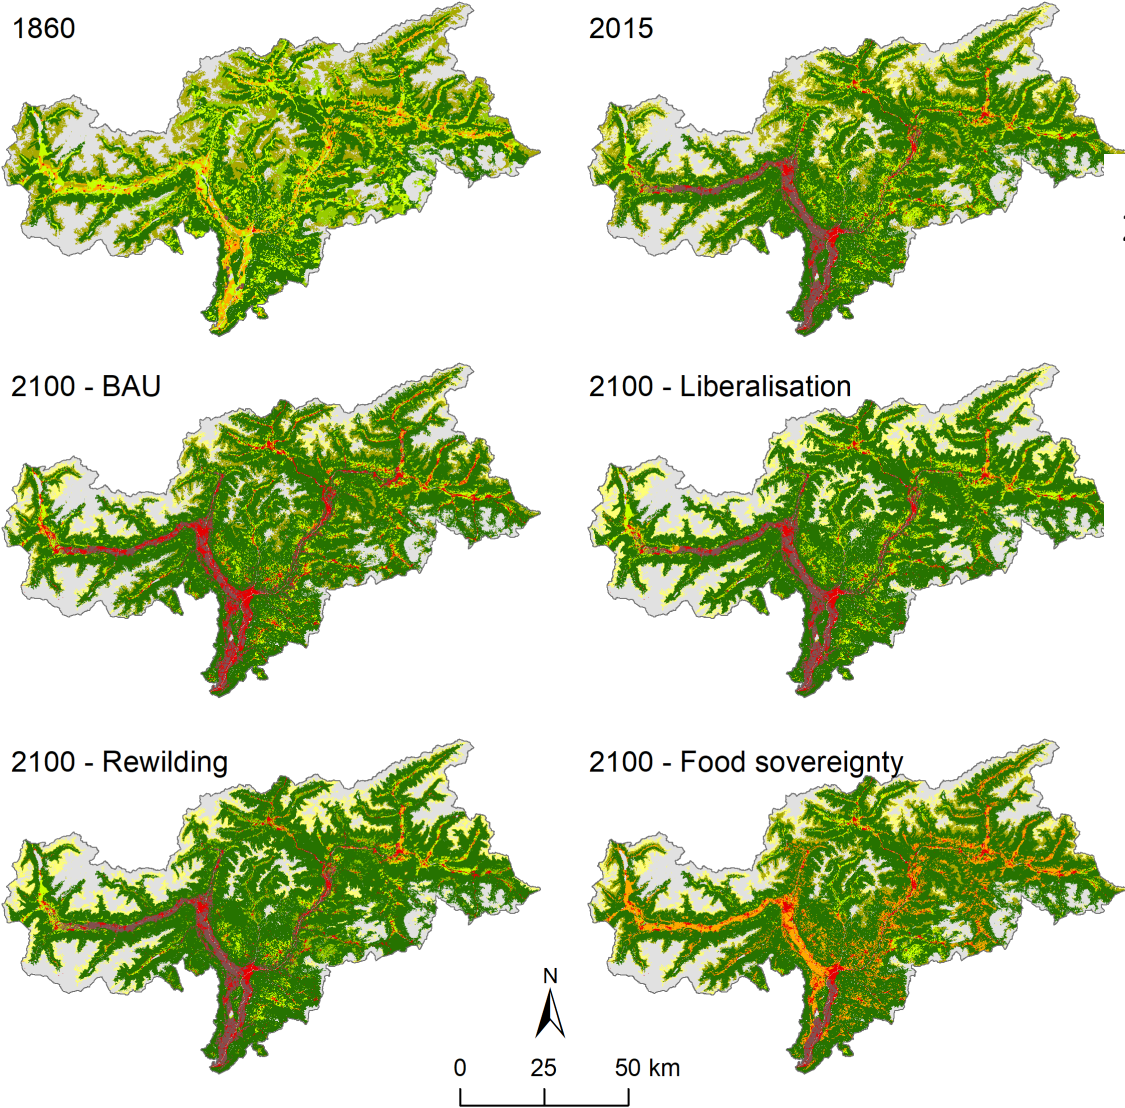 1860
2015
2100 - BAU
2100 - Liberalisation
2100 - Rewilding
2100 - Food sovereignty
N
0 25 50 km